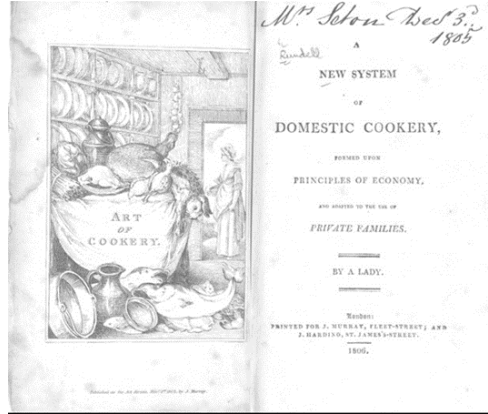 ART
OF
COOKERY.
Mrs Seton Dec 3d
1805
Rundell
A
NEW SYSTEM
OF
DOMESTIC COOKERY,
FORMED UPON
PRINCIPLES OF ECONOMY,
AND ADAPTED TO THE USE OF
PRIVATE FAMILIES.
BY A LADY.
London:
PRINTED FOR J. MURRAY, FLEET-STREET; AND
J. HARDING, ST. JAMES'S-STREET.
1806.